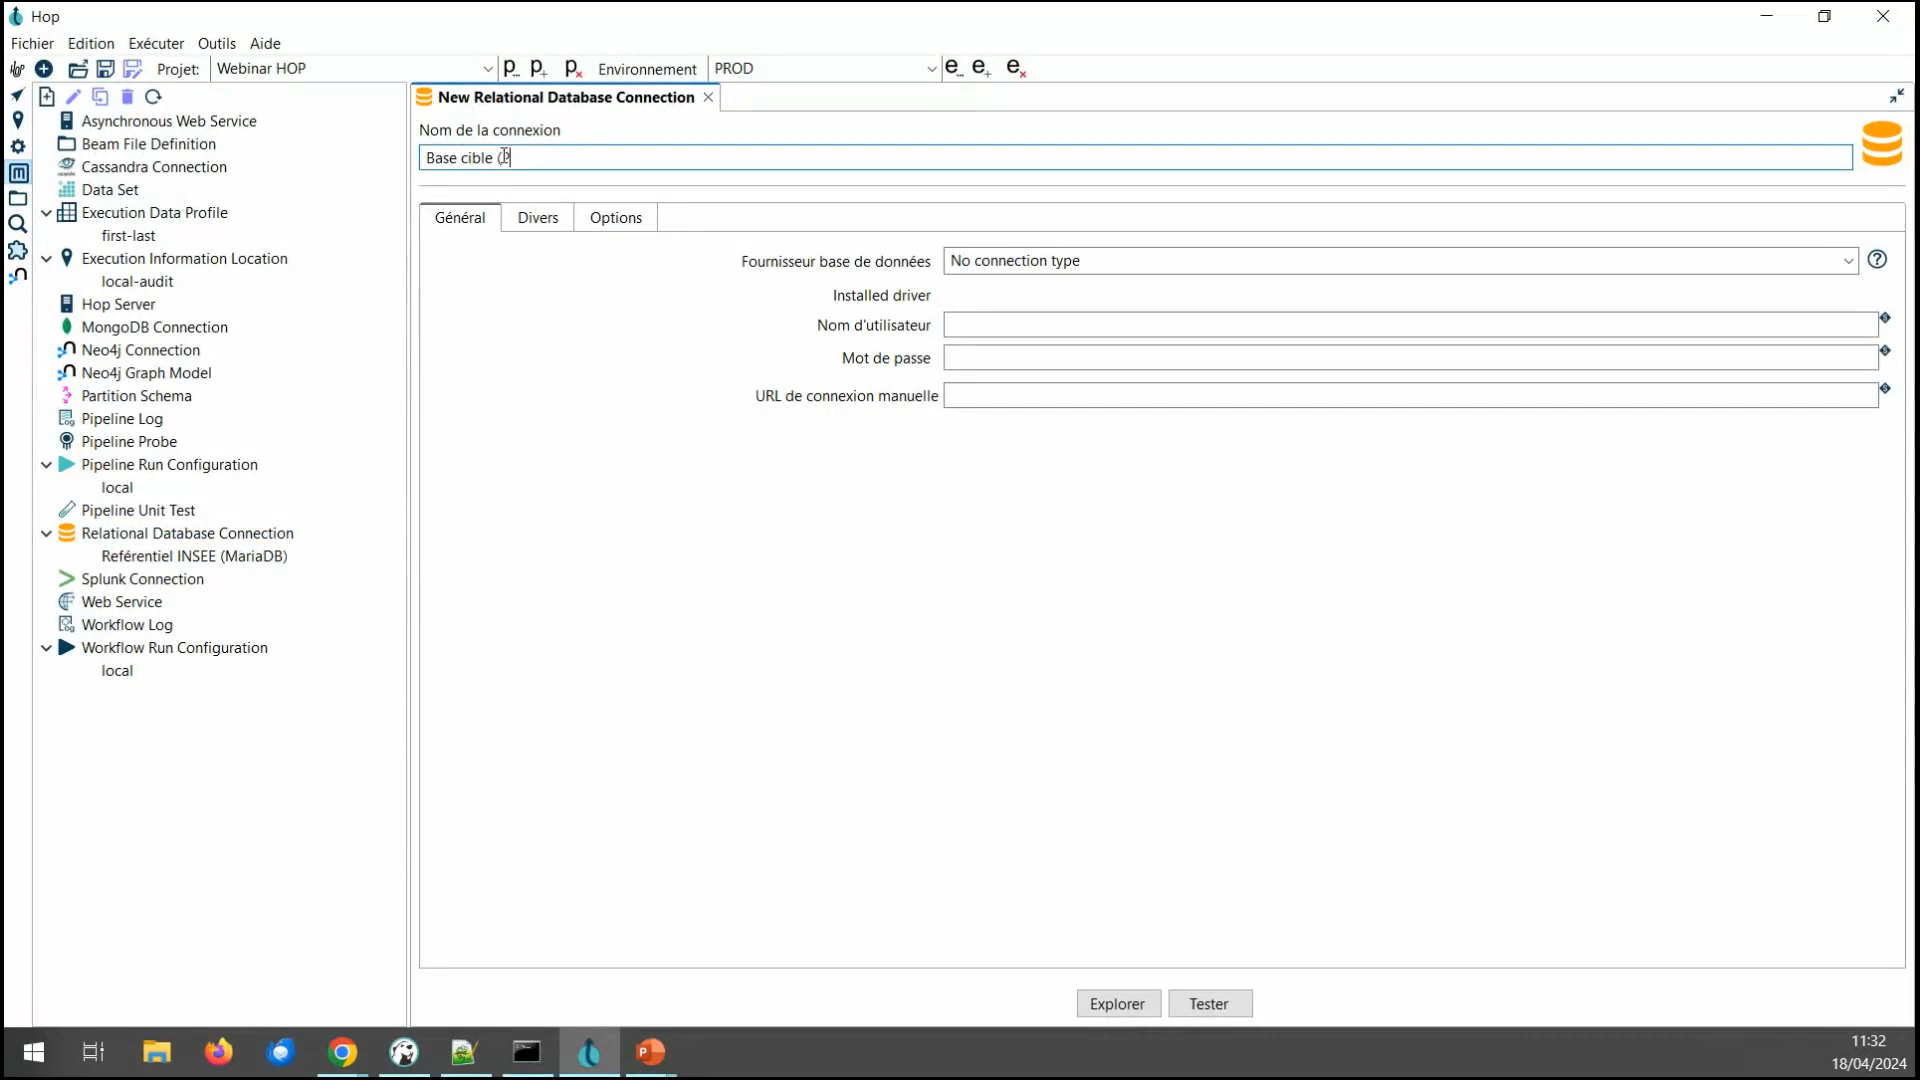 Hop
Fichier Edition Exécuter Outils Aide
Projet: Webinar HOP Environnement PROD
Asynchronous Web Service
Beam File Definition
Cassandra Connection
Data Set
Execution Data Profile
first-last
Execution Information Location
local-audit
Hop Server
MongoDB Connection
Neo4j Connection
Neo4j Graph Model
Partition Schema
Pipeline Log
Pipeline Probe
Pipeline Run Configuration
local
Pipeline Unit Test
Relational Database Connection
Reférentiel INSEE (MariaDB)
Splunk Connection
Web Service
Workflow Log
Workflow Run Configuration
local
New Relational Database Connection
Nom de la connexion
Base cible (
Général Divers Options
Fournisseur base de données No connection type
Installed driver
Nom d'utilisateur
Mot de passe
URL de connexion manuelle
Explorer Tester
11:32
18/04/2024